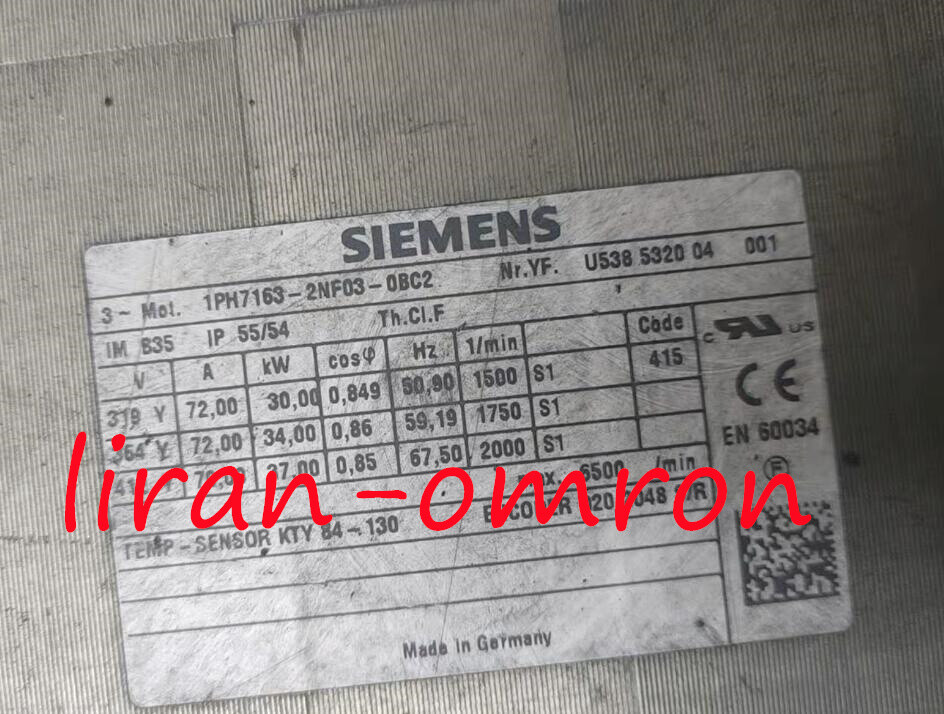 SIEMENS
3~ Mot. 1PH7163-2NF03-0BC2 Nr.YF. U538 5320 04 001
IM B35 IP 55/54 Th.Cl.F
V A kW cosφ Hz 1/min Code
319 Y 72,00 30,00 0,849 50,90 1500 S1 415
364 Y 72,00 34,00 0,86 59,19 1750 S1
0,85 67,50 2000 S1
6500 /min
TEMP-SENSOR KTY 84-130
c RU US
CE
EN 60034
E
Made in Germany
liran-omron